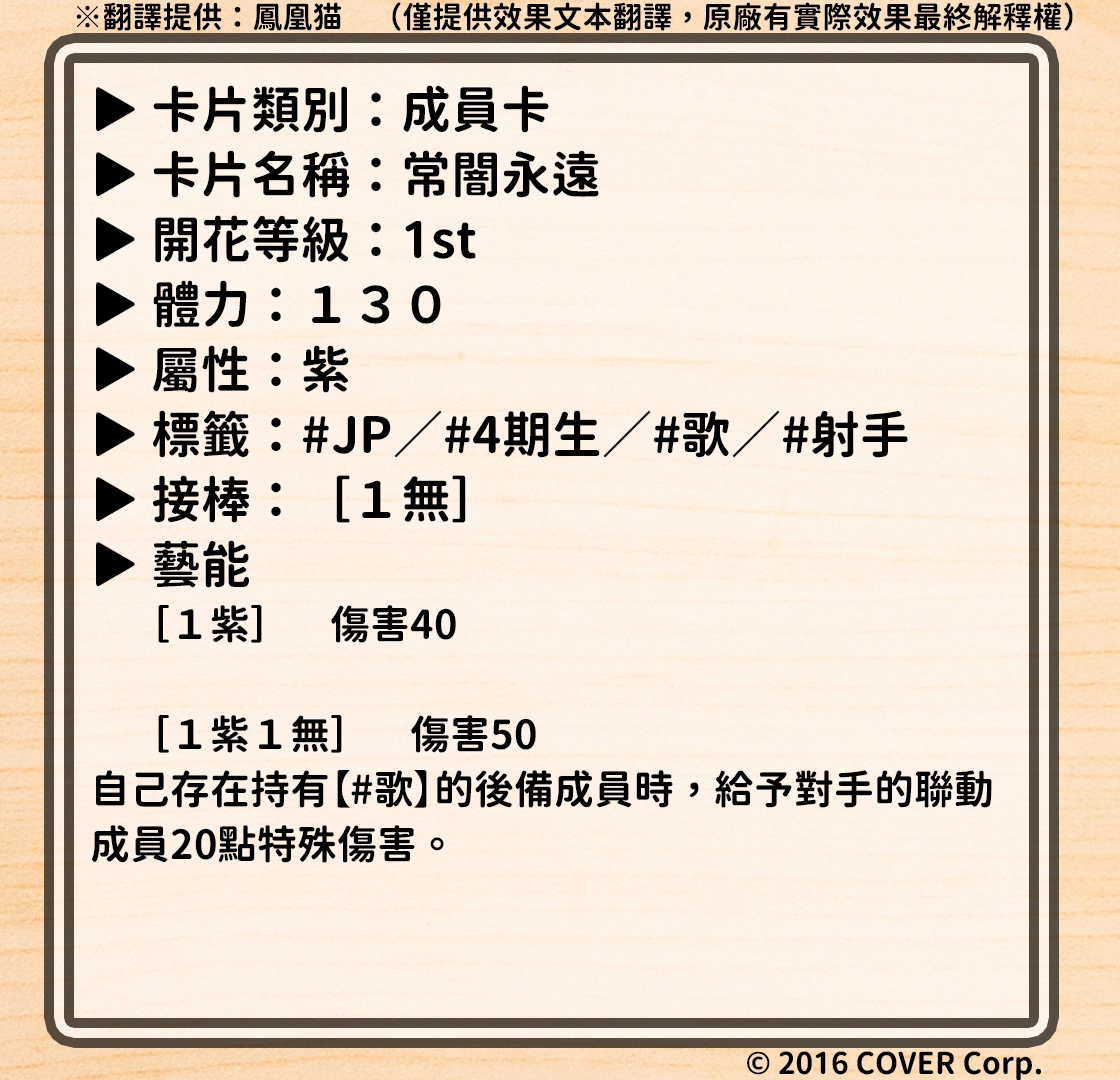 ※翻譯提供：鳳凰猫　（僅提供效果文本翻譯，原廠有實際效果最終解釋權）
▶ 卡片類別：成員卡
▶ 卡片名稱：常闇永遠
▶ 開花等級：1st
▶ 體力：１３０
▶ 屬性：紫
▶ 標籤：#JP／#4期生／#歌／#射手
▶ 接棒：［１無］
▶ 藝能
［１紫］　傷害40
［１紫１無］　傷害50
自己存在持有【#歌】的後備成員時，給予對手的聯動
成員20點特殊傷害。
© 2016 COVER Corp.